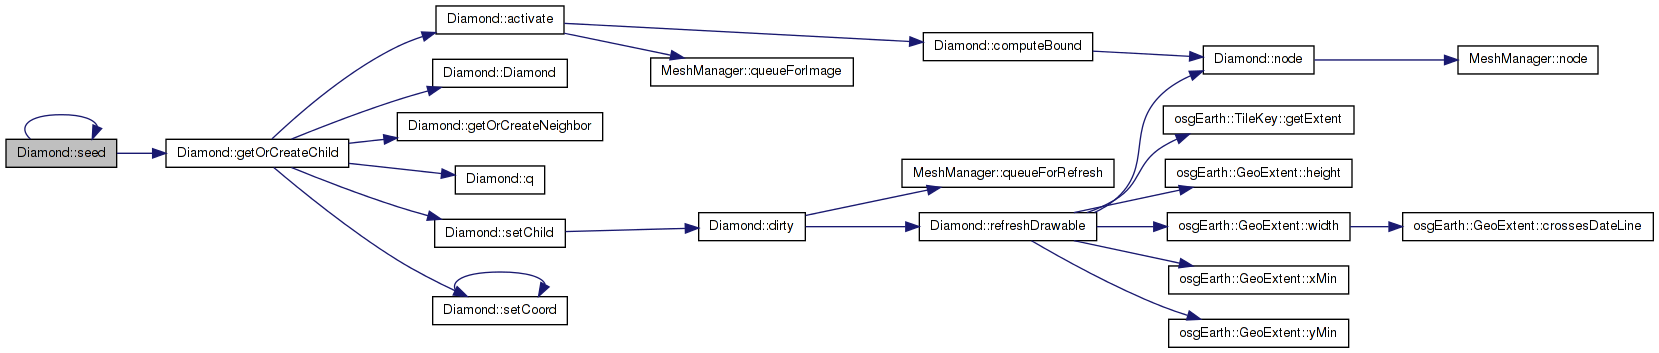 Diamond::seed
Diamond::getOrCreateChild
Diamond::activate
Diamond::Diamond
Diamond::getOrCreateNeighbor
Diamond::q
Diamond::setChild
Diamond::setCoord
MeshManager::queueForImage
Diamond::dirty
Diamond::computeBound
MeshManager::queueForRefresh
Diamond::refreshDrawable
Diamond::node
osgEarth::TileKey::getExtent
osgEarth::GeoExtent::height
osgEarth::GeoExtent::width
osgEarth::GeoExtent::xMin
osgEarth::GeoExtent::yMin
MeshManager::node
osgEarth::GeoExtent::crossesDateLine